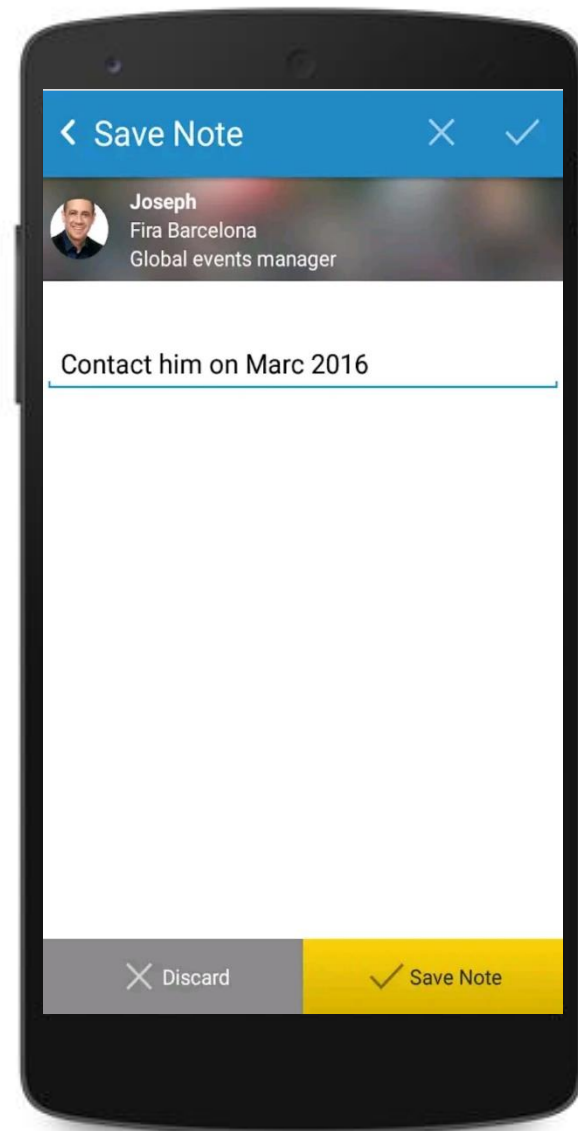 Save Note
Joseph
Fira Barcelona
Global events manager
Contact him on Marc 2016
Discard
Save Note